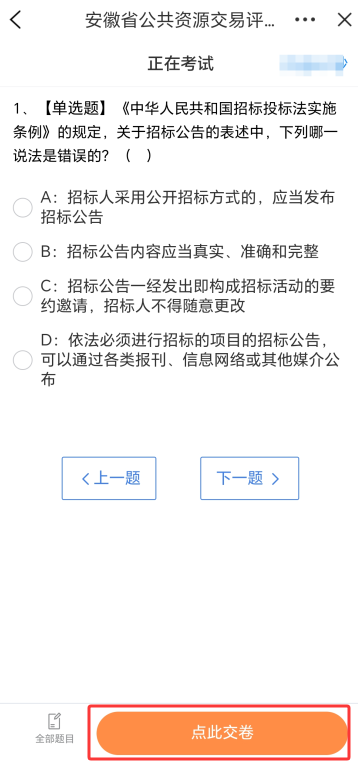 安徽省公共资源交易评...
正在考试
1、【单选题】《中华人民共和国招标投标法实施
条例》的规定，关于招标公告的表述中，下列哪一
说法是错误的？（　）
A：招标人采用公开招标方式的，应当发布
招标公告
B：招标公告内容应当真实、准确和完整
C：招标公告一经发出即构成招标活动的要
约邀请，招标人不得随意更改
D：依法必须进行招标的项目的招标公告，
可以通过各类报刊、信息网络或其他媒介公
布
上一题
下一题
全部题目
点此交卷